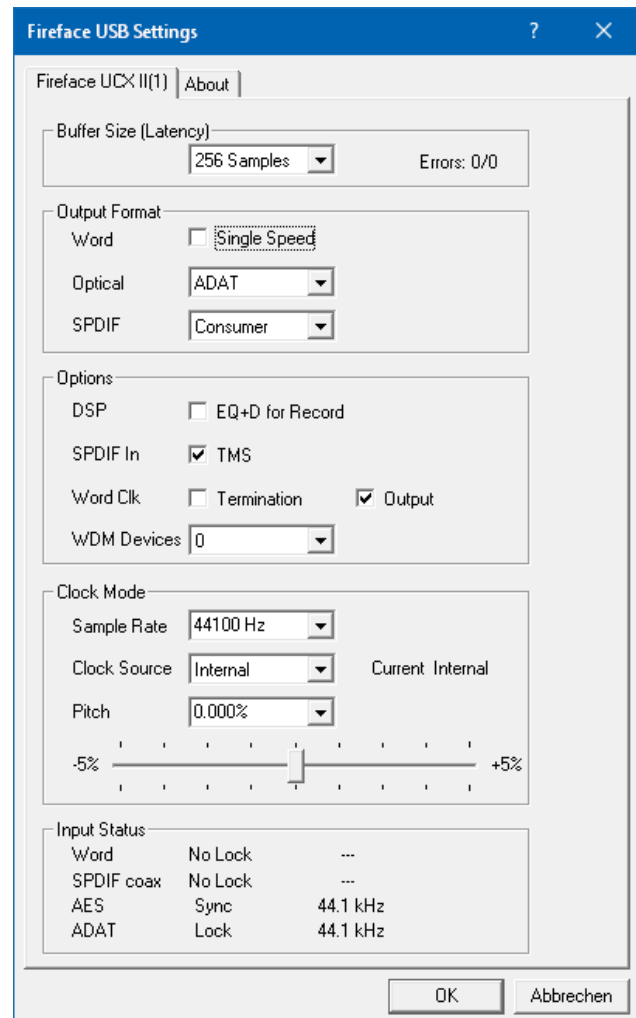 Fireface USB Settings ?
Fireface UCX II(1) About
Buffer Size (Latency)
256 Samples Errors: 0/0
Output Format
Word Single Speed
Optical ADAT
SPDIF Consumer
Options
DSP EQ+D for Record
SPDIF In TMS
Word Clk Termination Output
WDM Devices 0
Clock Mode
Sample Rate 44100 Hz
Clock Source Internal Current Internal
Pitch 0.000%
-5% +5%
Input Status
Word No Lock ---
SPDIF coax No Lock ---
AES Sync 44.1 kHz
ADAT Lock 44.1 kHz
OK Abbrechen